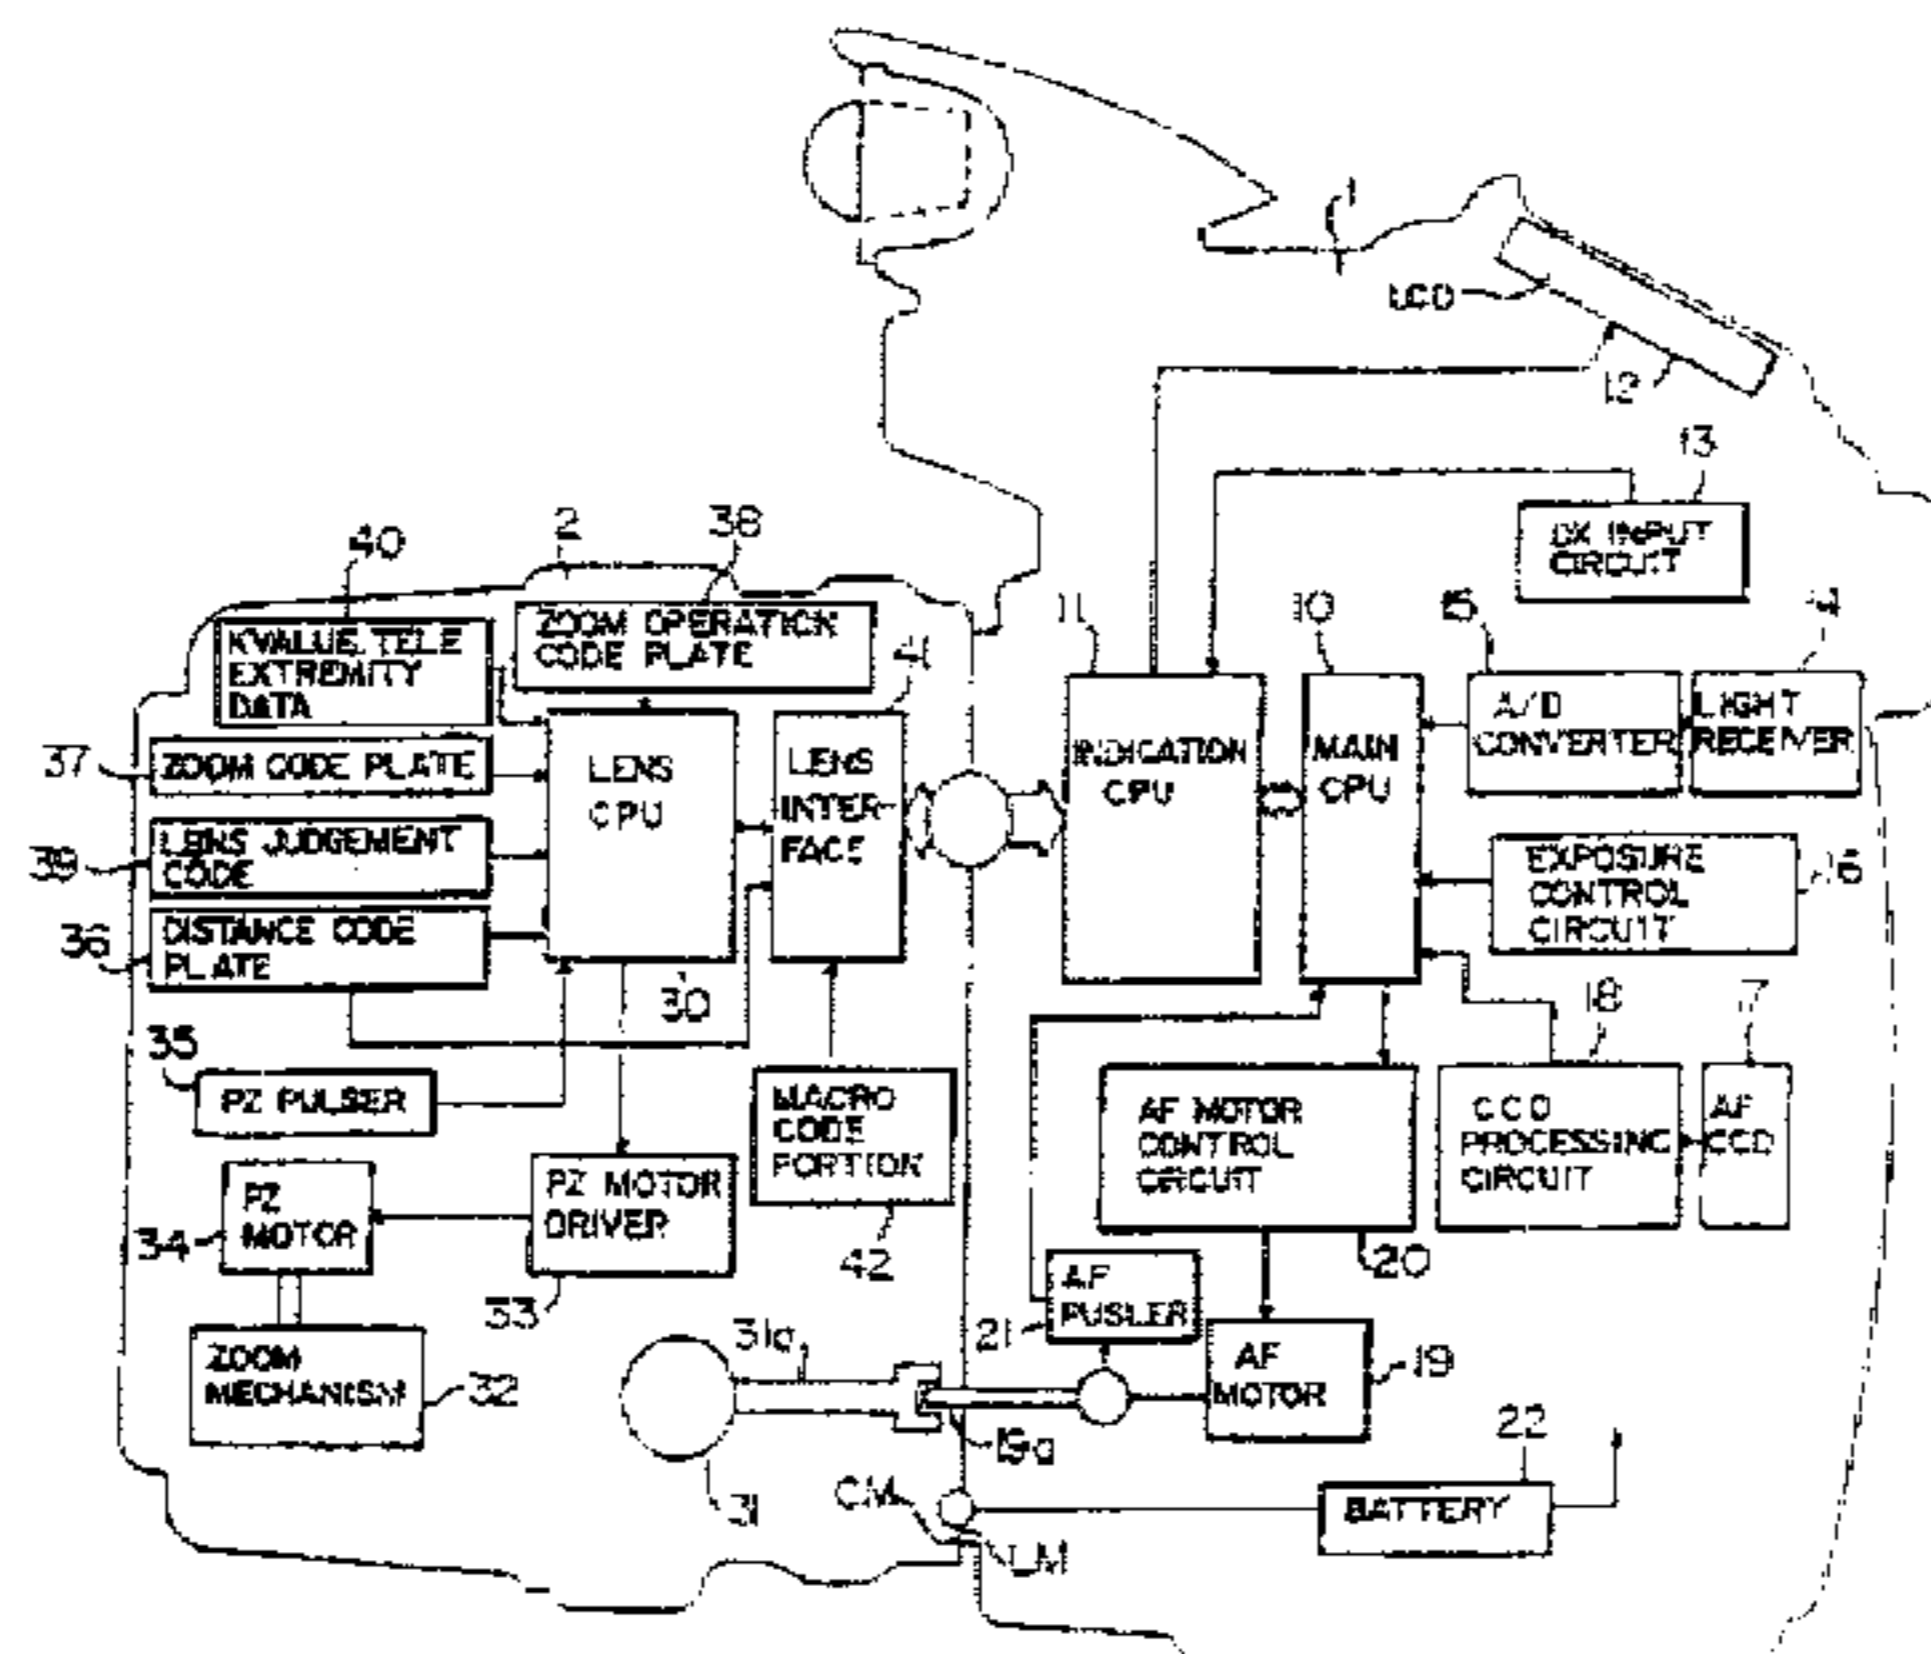 1
LCD
12
13
DX INPUT
CIRCUIT
2
38
40
ZOOM OPERATION
CODE PLATE
41
K VALUE, TELE
EXTREMITY
DATA
37
ZOOM CODE PLATE
39
LENS JUDGEMENT
CODE
36
DISTANCE CODE
PLATE
LENS
CPU
30
LENS
INTER-
FACE
11
INDICATION
CPU
10
MAIN
CPU
15
A/D
CONVERTER
14
LIGHT
RECEIVER
EXPOSURE
CONTROL
CIRCUIT
16
35
PZ PULSER
MACRO
CODE
PORTION
42
AF MOTOR
CONTROL
CIRCUIT
20
18
CCD
PROCESSING
CIRCUIT
17
AF
CCD
PZ
MOTOR
34
PZ MOTOR
DRIVER
33
AF
PUSLER
21
ZOOM
MECHANISM
32
31a
31
19a
AF
MOTOR
19
22
BATTERY
CM
LM